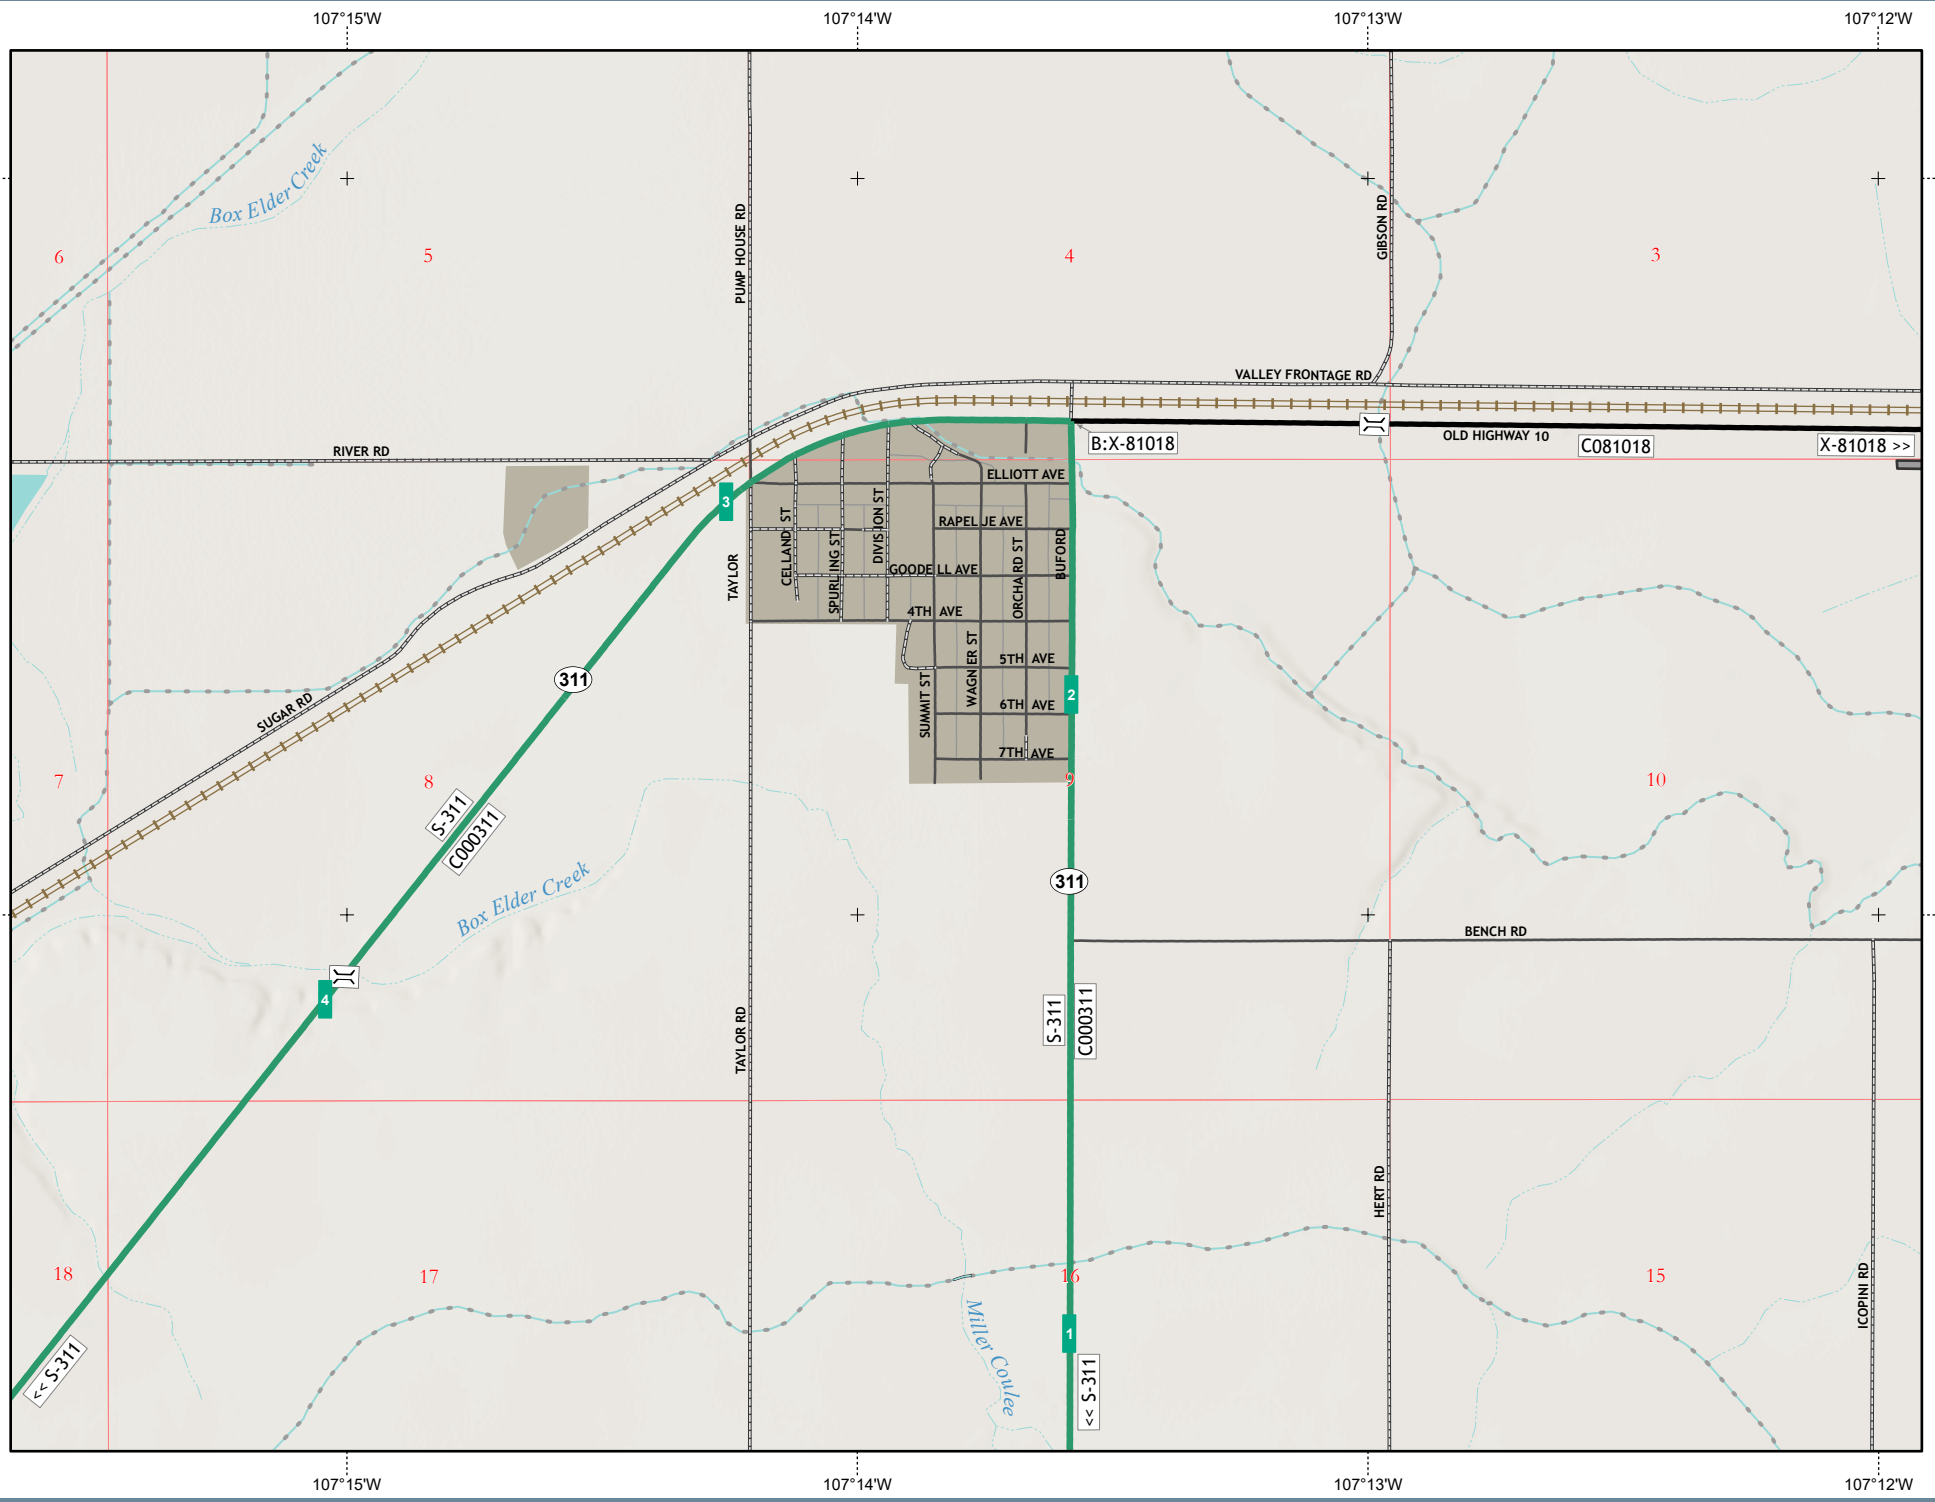 107°15'W
107°14'W
107°13'W
107°12'W
Box Elder Creek
PUMP HOUSE RD
GIBSON RD
6
5
4
3
VALLEY FRONTAGE RD
RIVER RD
B:X-81018
OLD HIGHWAY 10
C081018
X-81018 >>
3
ELLIOTT AVE
RAPELJE AVE
GOODELL AVE
4TH AVE
5TH AVE
6TH AVE
7TH AVE
TAYLOR
CELLAND ST
SPURLING ST
DIVISION ST
SUMMIT ST
WAGNER ST
ORCHARD ST
BUFORD
311
2
SUGAR RD
7
8
9
10
S-311
C000311
311
Box Elder Creek
BENCH RD
4
TAYLOR RD
S-311
C000311
HERT RD
ICOPINI RD
18
17
16
15
Miller Coulee
1
<< S-311
<< S-311
107°15'W
107°14'W
107°13'W
107°12'W